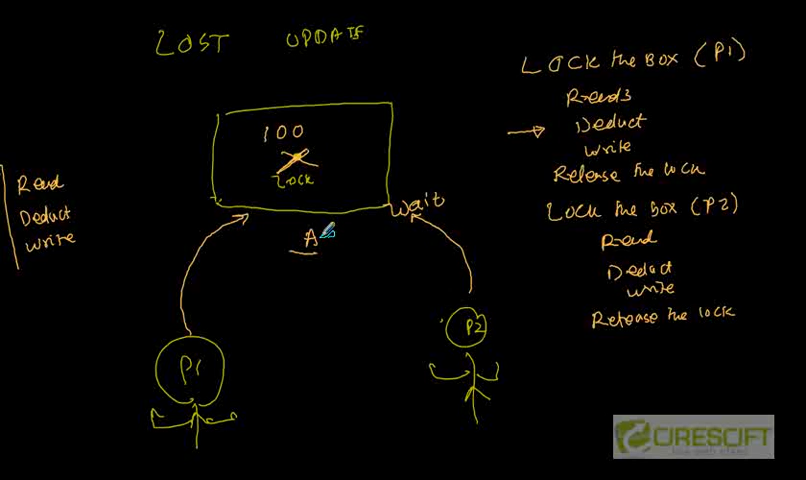 LOST UPDATE
100
Lock
A
Read
Deduct
Write
P1
P2
Wait
LOCK the BOX (P1)
Reads
Deduct
write
Release the lock
LOCK the box (P2)
Read
Deduct
write
Release the lock
CIRESCIFT